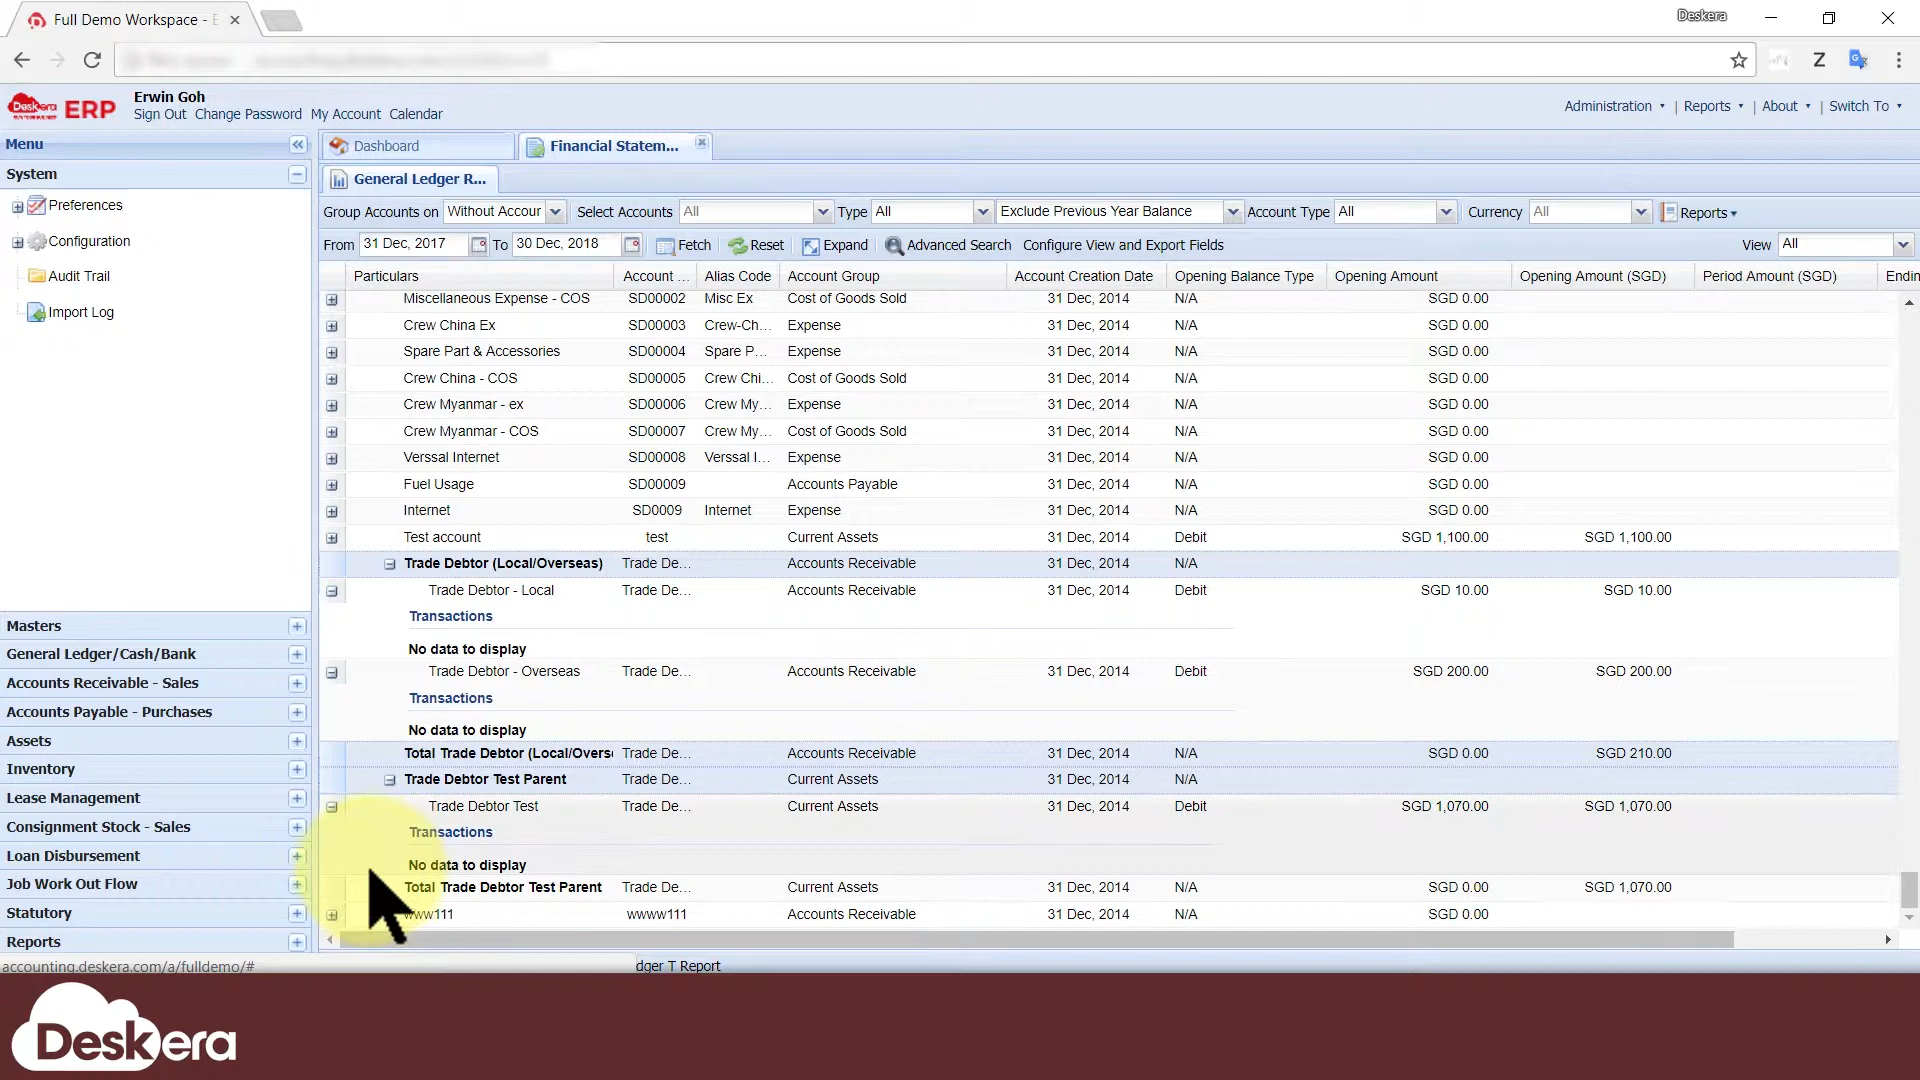 Full Demo Workspace - E
Deskera
Z
Deskera ERP
Erwin Goh
Sign Out Change Password My Account Calendar
Administration | Reports | About | Switch To
Menu
System
Preferences
Configuration
Audit Trail
Import Log
Masters
General Ledger/Cash/Bank
Accounts Receivable - Sales
Accounts Payable - Purchases
Assets
Inventory
Lease Management
Consignment Stock - Sales
Loan Disbursement
Job Work Out Flow
Statutory
Reports
accounting.deskera.com/a/fulldemo/#
Dashboard
Financial Statem...
General Ledger R...
Group Accounts on Without Accour Select Accounts All Type All Exclude Previous Year Balance Account Type All Currency All Reports
From 31 Dec, 2017 To 30 Dec, 2018 Fetch Reset Expand Advanced Search Configure View and Export Fields View All
Particulars Account ... Alias Code Account Group Account Creation Date Opening Balance Type Opening Amount Opening Amount (SGD) Period Amount (SGD) Endin
Miscellaneous Expense - COS SD00002 Misc Ex Cost of Goods Sold 31 Dec, 2014 N/A SGD 0.00
Crew China Ex SD00003 Crew-Ch... Expense 31 Dec, 2014 N/A SGD 0.00
Spare Part & Accessories SD00004 Spare P... Expense 31 Dec, 2014 N/A SGD 0.00
Crew China - COS SD00005 Crew Chi... Cost of Goods Sold 31 Dec, 2014 N/A SGD 0.00
Crew Myanmar - ex SD00006 Crew My... Expense 31 Dec, 2014 N/A SGD 0.00
Crew Myanmar - COS SD00007 Crew My... Cost of Goods Sold 31 Dec, 2014 N/A SGD 0.00
Verssal Internet SD00008 Verssal I... Expense 31 Dec, 2014 N/A SGD 0.00
Fuel Usage SD00009 Accounts Payable 31 Dec, 2014 N/A SGD 0.00
Internet SD0009 Internet Expense 31 Dec, 2014 N/A SGD 0.00
Test account test Current Assets 31 Dec, 2014 Debit SGD 1,100.00 SGD 1,100.00
Trade Debtor (Local/Overseas) Trade De... Accounts Receivable 31 Dec, 2014 N/A
Trade Debtor - Local Trade De... Accounts Receivable 31 Dec, 2014 Debit SGD 10.00 SGD 10.00
Transactions
No data to display
Trade Debtor - Overseas Trade De... Accounts Receivable 31 Dec, 2014 Debit SGD 200.00 SGD 200.00
Transactions
No data to display
Total Trade Debtor (Local/Overse Trade De... Accounts Receivable 31 Dec, 2014 N/A SGD 0.00 SGD 210.00
Trade Debtor Test Parent Trade De... Current Assets 31 Dec, 2014 N/A
Trade Debtor Test Trade De... Current Assets 31 Dec, 2014 Debit SGD 1,070.00 SGD 1,070.00
Transactions
No data to display
Total Trade Debtor Test Parent Trade De... Current Assets 31 Dec, 2014 N/A SGD 0.00 SGD 1,070.00
www111 wwww111 Accounts Receivable 31 Dec, 2014 N/A SGD 0.00
dger T Report
Deskera